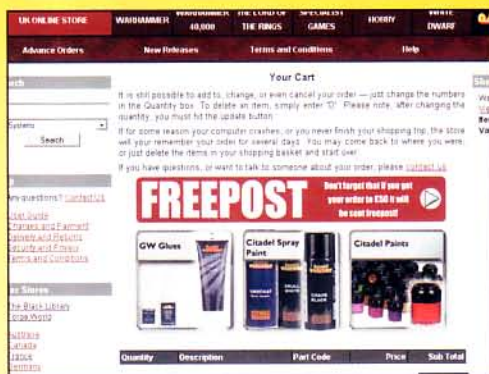 UK ONLINE STORE
WARHAMMER
WARHAMMER 40,000
THE LORD OF THE RINGS
SPECIALIST GAMES
HOBBY
WHITE DWARF
Advance Orders
New Releases
Terms and Conditions
Help
Your Cart
It is still possible to add to, change, or even cancel your order — just change the numbers
in the Quantity box. To delete an item, simply enter '0'. Please note, after changing the
quantity, you must hit the update button.
If for some reason your computer crashes, or you never finish your shopping trip, the store
will your remember your order for several days. You may come back to where you were,
or just delete the items in your shopping basket and start over.
If you have questions, or want to talk to someone about your order, please contact us.
Systems
Search
Any questions? Contact Us
User Guide
Charges and Payment
Delivery and Returns
Security and Privacy
Terms and Conditions
Stores
The Black Library
Forge World
Australia
Canada
France
Germany
FREEPOST
Don't forget that if you get
your order to £50 it will
be sent freepost!
GW Glues
Citadel Spray
Paint
Citadel Paints
SKULL
WHITE
CHAOS
BLACK
Quantity
Description
Part Code
Price
Sub Total